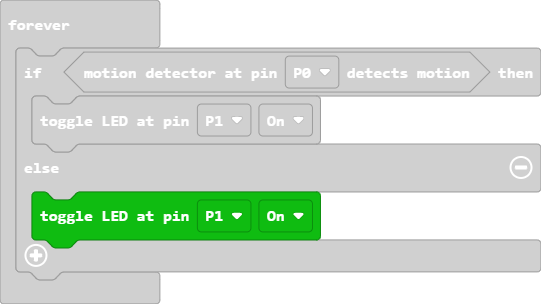 forever
if motion detector at pin P0 detects motion then
toggle LED at pin P1 On
else
toggle LED at pin P1 On